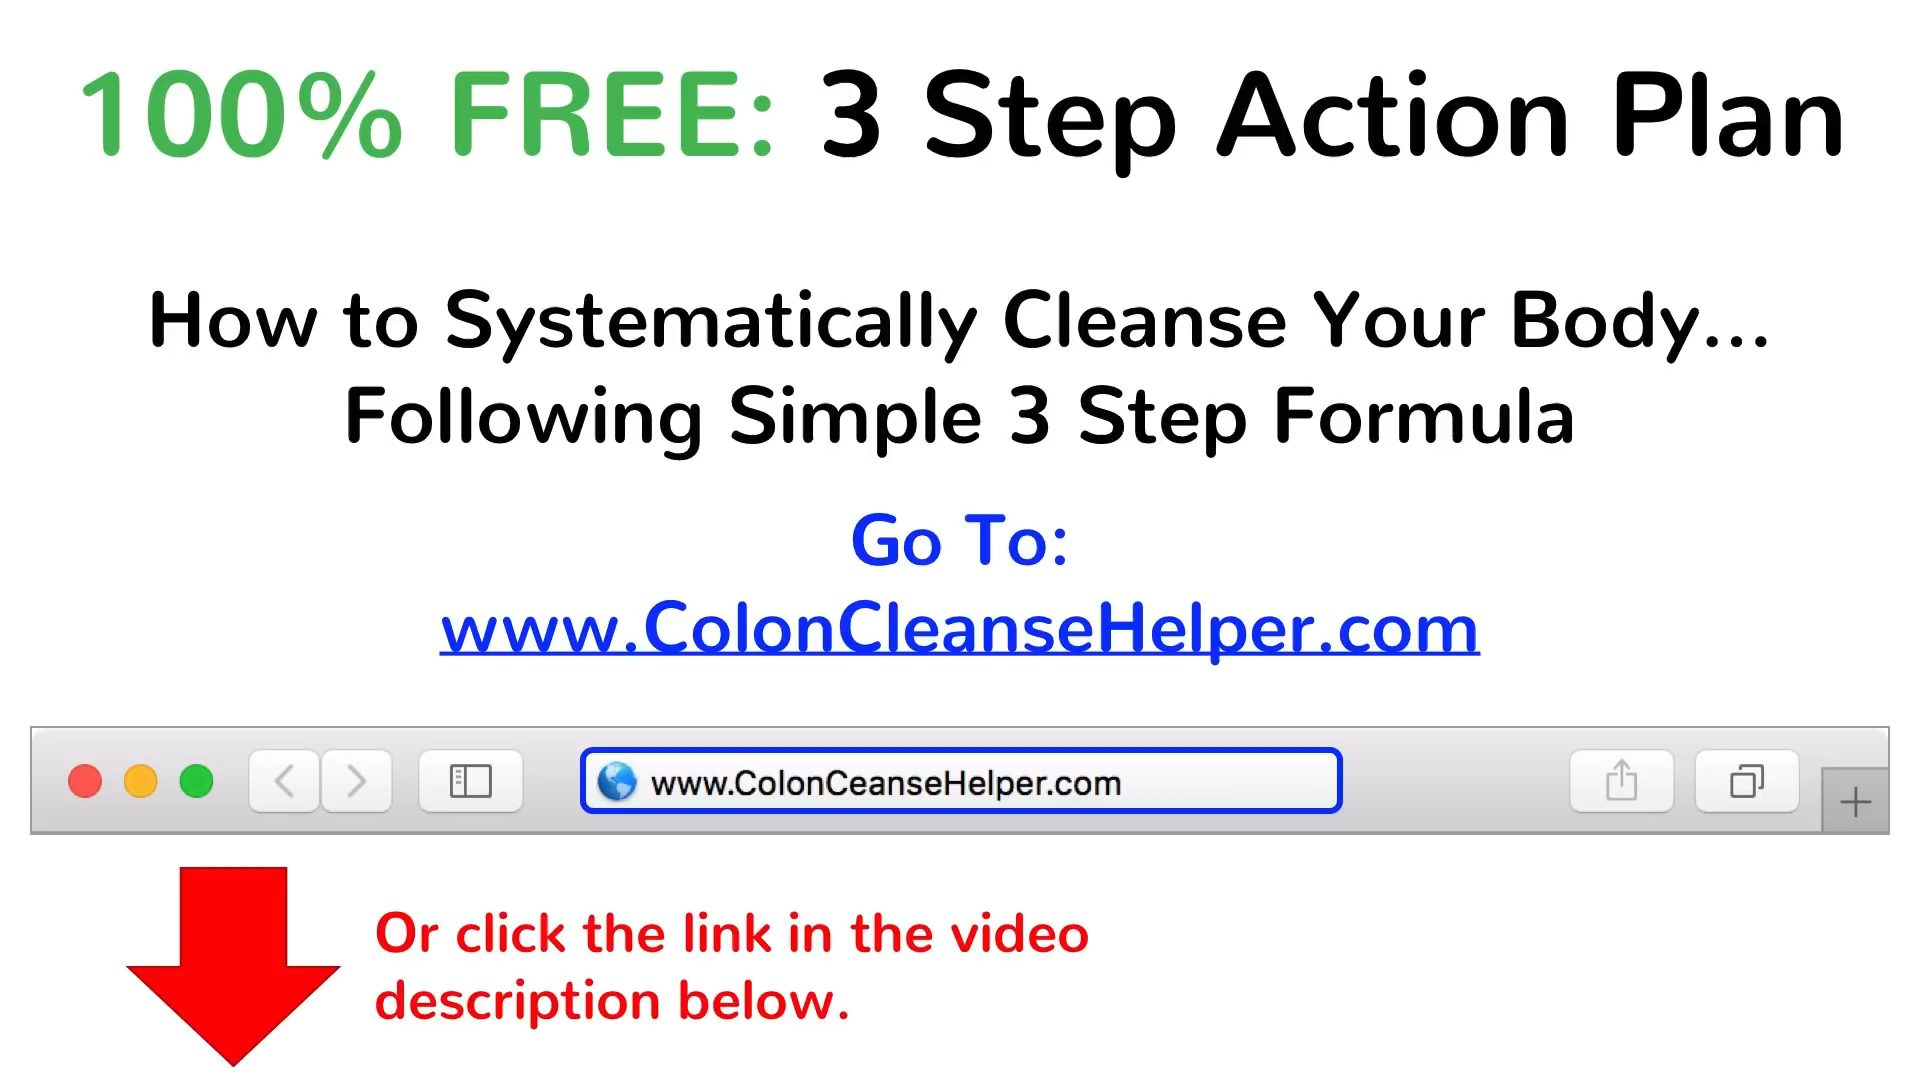 100% FREE: 3 Step Action Plan
How to Systematically Cleanse Your Body...
Following Simple 3 Step Formula
Go To:
www.ColonCleanseHelper.com
www.ColonCeanseHelper.com
Or click the link in the video
description below.